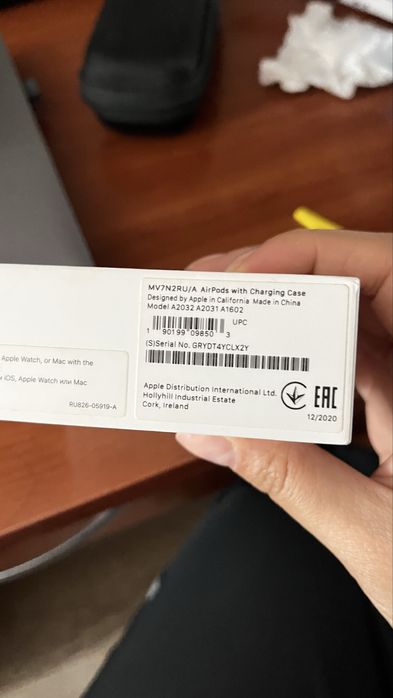 MV7N2RU/A AirPods with Charging Case
Designed by Apple in California Made in China
Model A2032 A2031 A1602
UPC
1 90199 09850 3
(S)Serial No. GRYDT4YCLX2Y
Apple Distribution International Ltd.
Hollyhill Industrial Estate
Cork, Ireland
EAC
12/2020
Apple Watch, or Mac with the
iOS, Apple Watch или Mac
RU826-05919-A